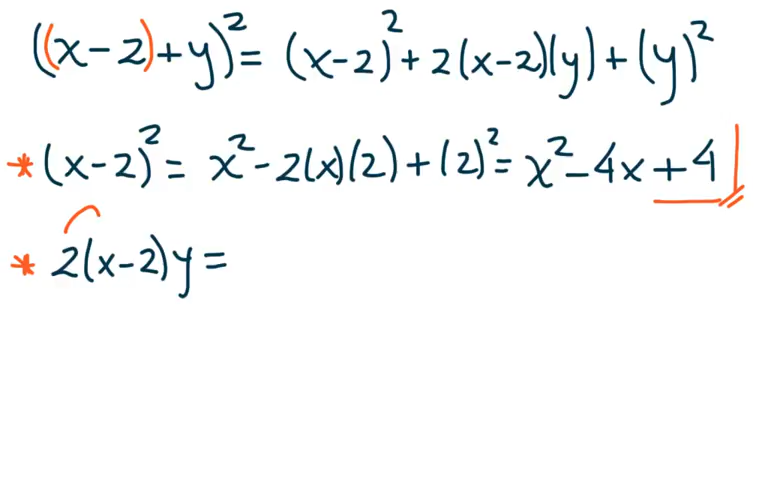 ((x-2)+y)² = (x-2)² + 2(x-2)(y) + (y)²
* (x-2)² = x² - 2(x)(2) + (2)² = x² - 4x + 4
* 2(x-2)y =